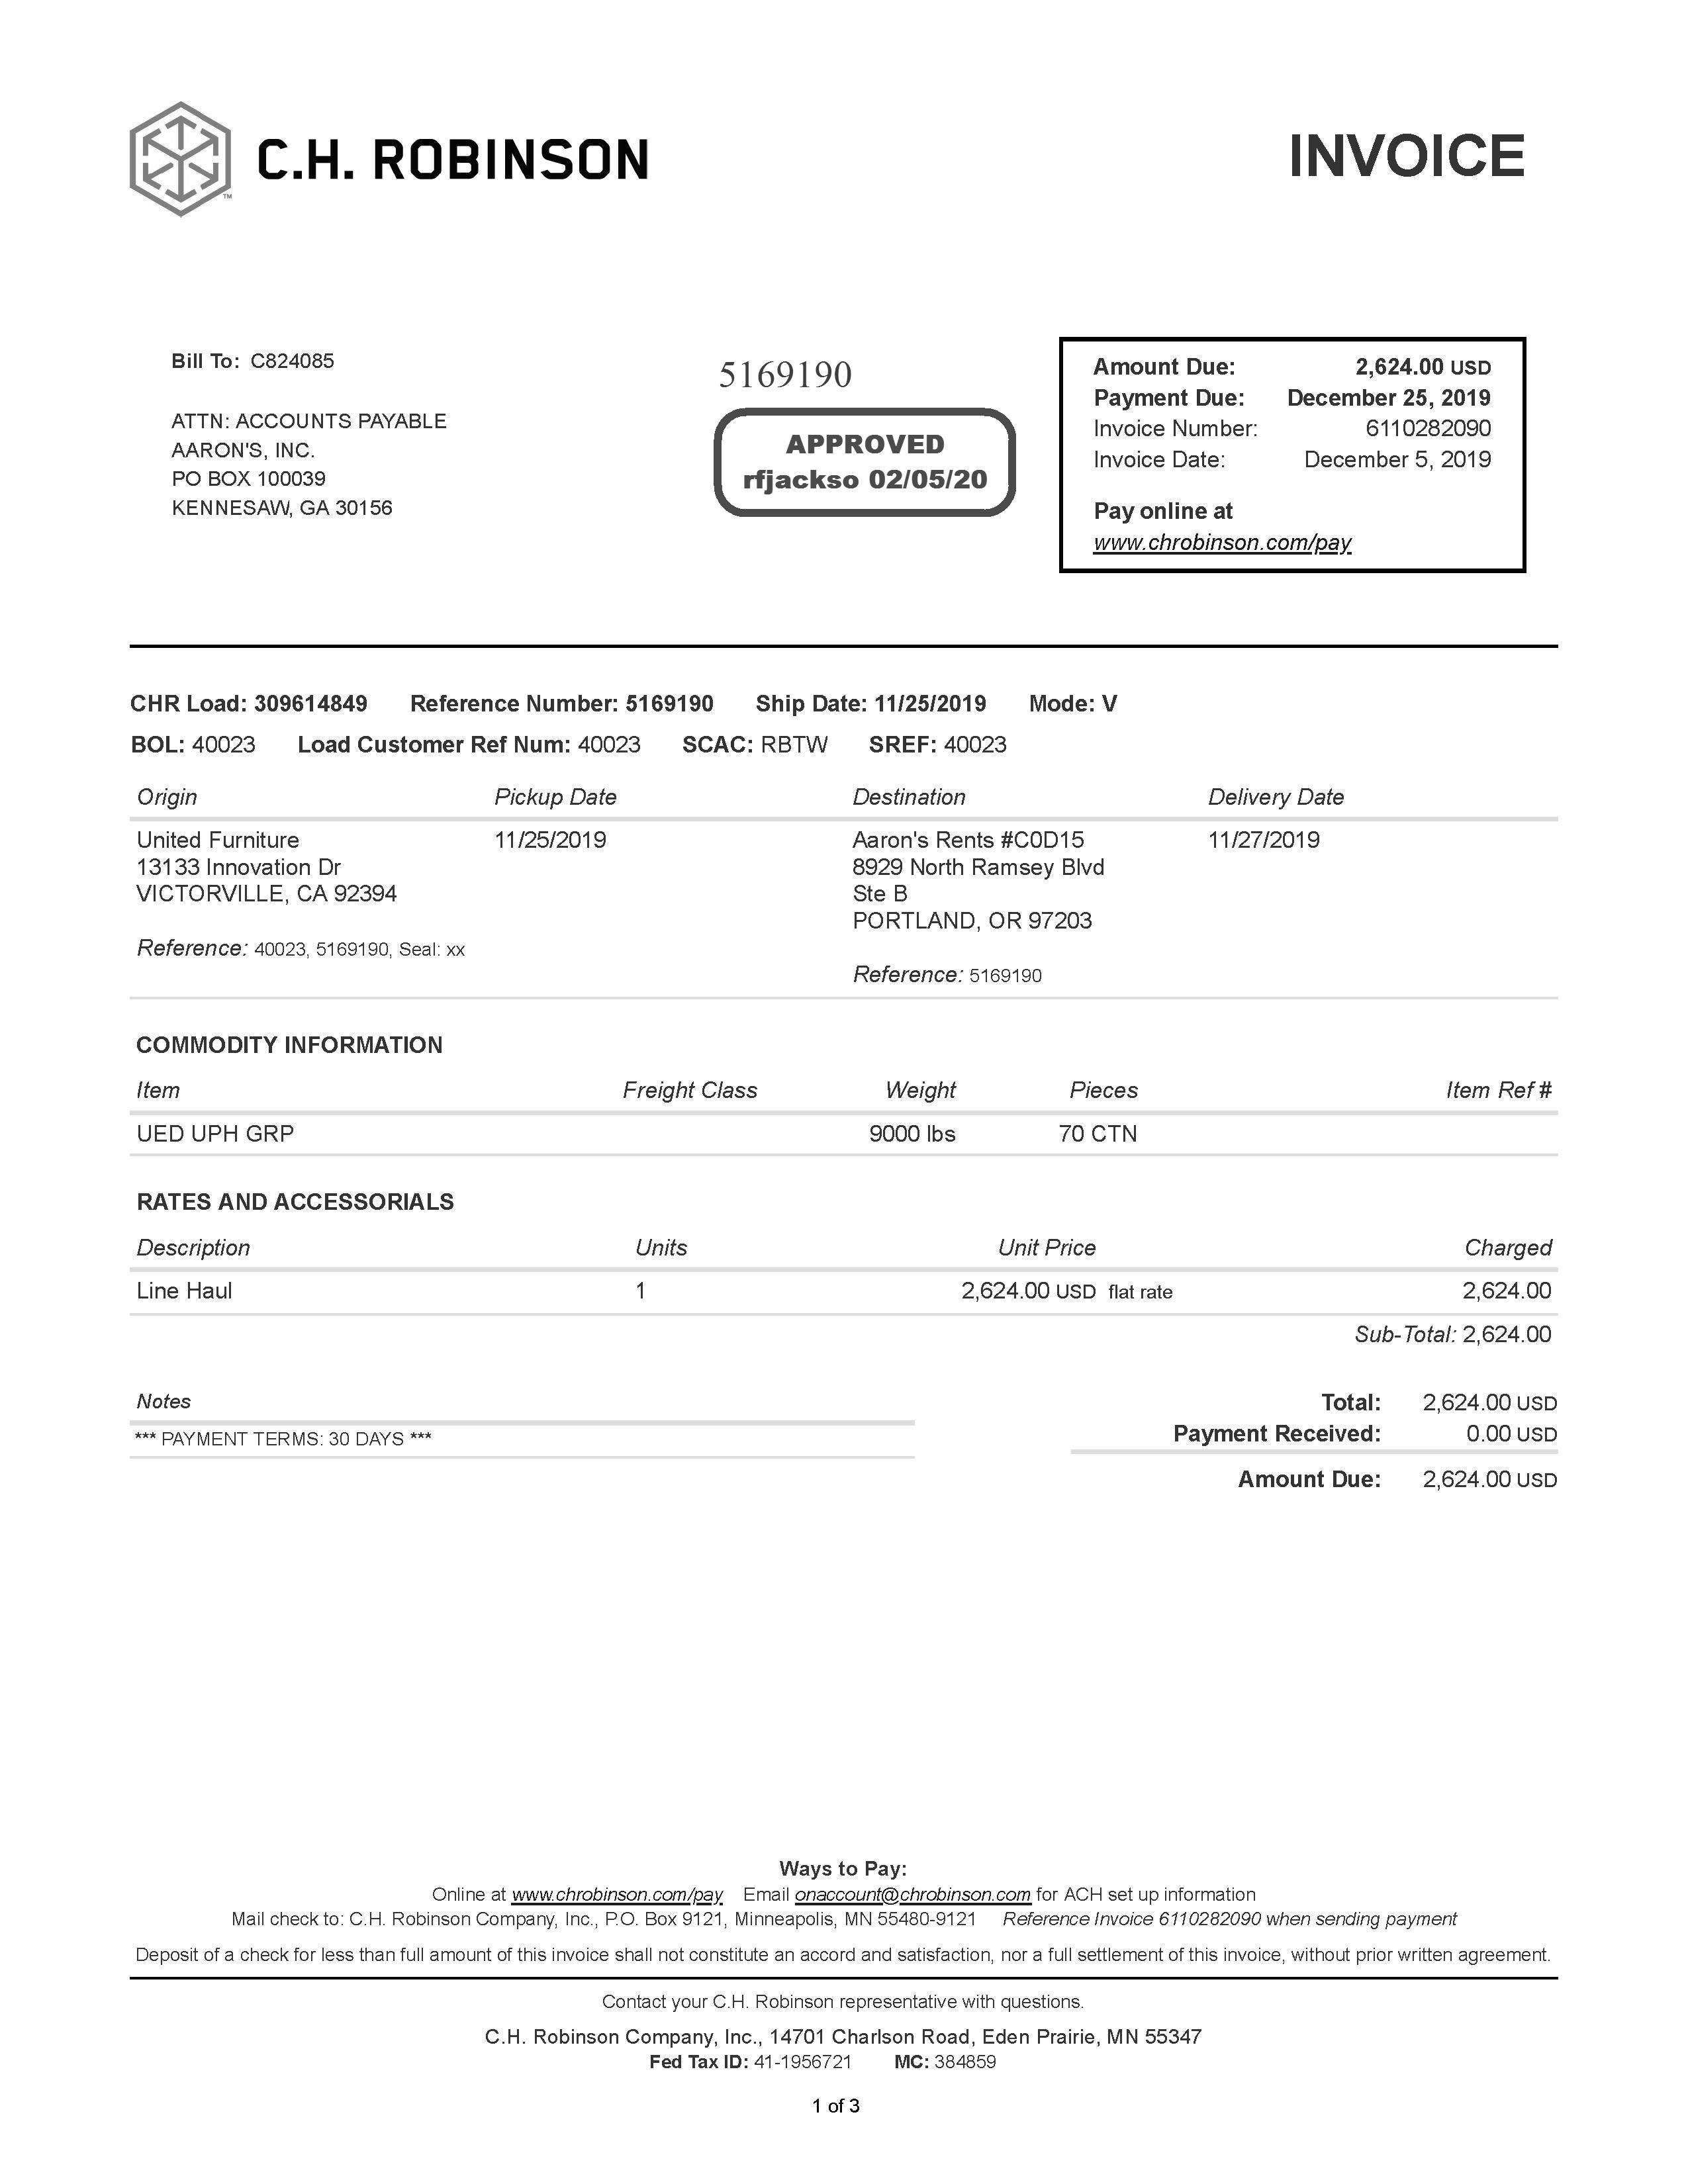 C.H. ROBINSON
TM
INVOICE
Bill To: C824085
ATTN: ACCOUNTS PAYABLE
AARON'S, INC.
PO BOX 100039
KENNESAW, GA 30156
5169190
APPROVED
rfjackso 02/05/20
Amount Due: 2,624.00 USD
Payment Due: December 25, 2019
Invoice Number: 6110282090
Invoice Date: December 5, 2019
Pay online at
www.chrobinson.com/pay
CHR Load: 309614849 Reference Number: 5169190 Ship Date: 11/25/2019 Mode: V
BOL: 40023 Load Customer Ref Num: 40023 SCAC: RBTW SREF: 40023
Origin Pickup Date Destination Delivery Date
United Furniture 11/25/2019 Aaron's Rents #C0D15 11/27/2019
13133 Innovation Dr 8929 North Ramsey Blvd
VICTORVILLE, CA 92394 Ste B
PORTLAND, OR 97203
Reference: 40023, 5169190, Seal: xx
Reference: 5169190
COMMODITY INFORMATION
Item Freight Class Weight Pieces Item Ref #
UED UPH GRP 9000 lbs 70 CTN
RATES AND ACCESSORIALS
Description Units Unit Price Charged
Line Haul 1 2,624.00 USD flat rate 2,624.00
Sub-Total: 2,624.00
Notes
*** PAYMENT TERMS: 30 DAYS ***
Total: 2,624.00 USD
Payment Received: 0.00 USD
Amount Due: 2,624.00 USD
Ways to Pay:
Online at www.chrobinson.com/pay Email onaccount@chrobinson.com for ACH set up information
Mail check to: C.H. Robinson Company, Inc., P.O. Box 9121, Minneapolis, MN 55480-9121 Reference Invoice 6110282090 when sending payment
Deposit of a check for less than full amount of this invoice shall not constitute an accord and satisfaction, nor a full settlement of this invoice, without prior written agreement.
Contact your C.H. Robinson representative with questions.
C.H. Robinson Company, Inc., 14701 Charlson Road, Eden Prairie, MN 55347
Fed Tax ID: 41-1956721 MC: 384859
1 of 3